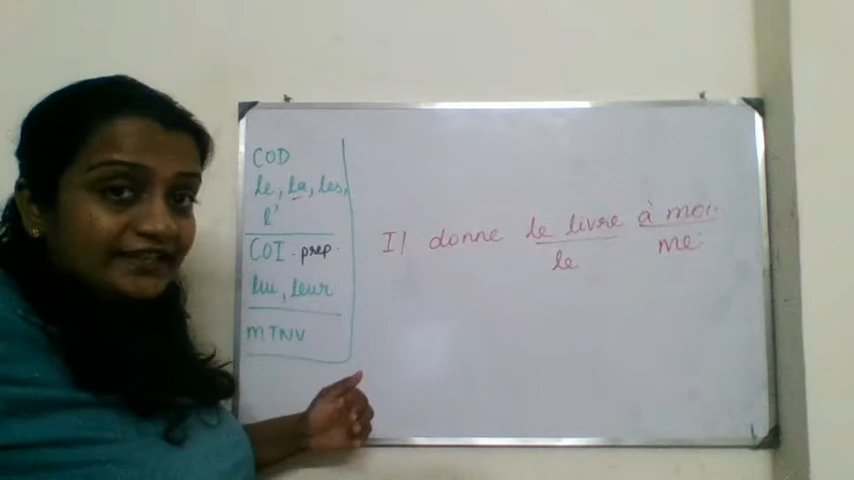 COD
le, la, les,
l'
COI - prep.
lui, leur
MTNV
Il donne le livre à moi.
le me